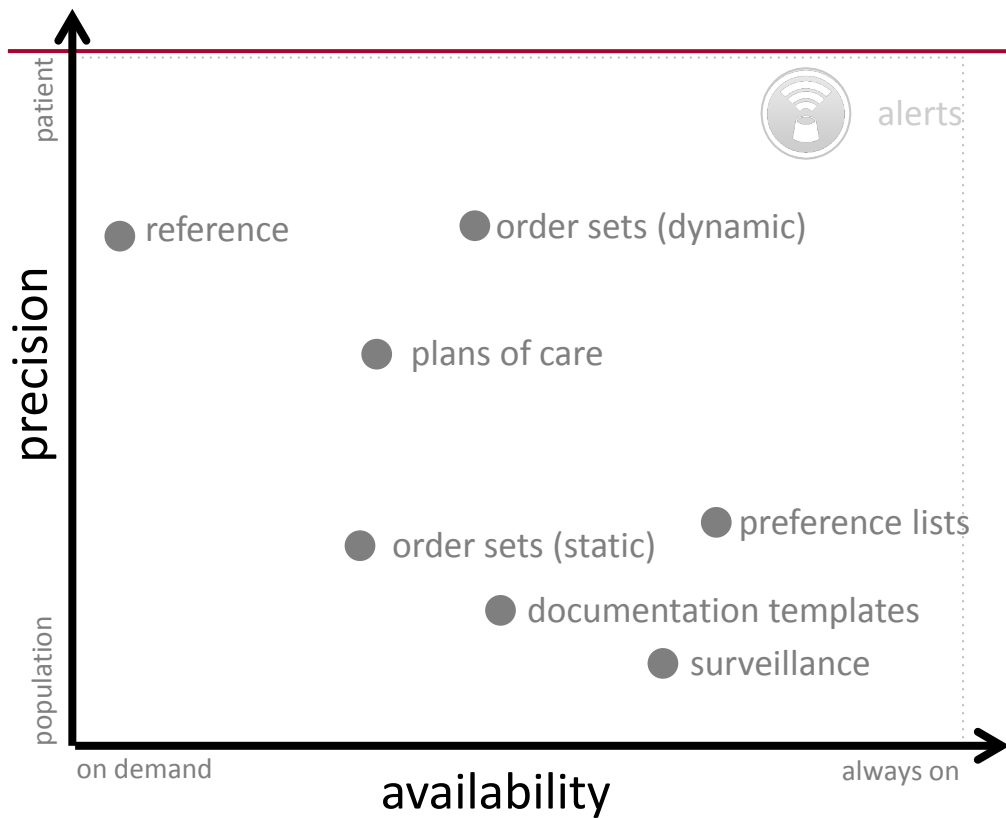 patient
alerts
reference
order sets (dynamic)
precision
plans of care
preference lists
order sets (static)
documentation templates
population
surveillance
on demand
always on
availability